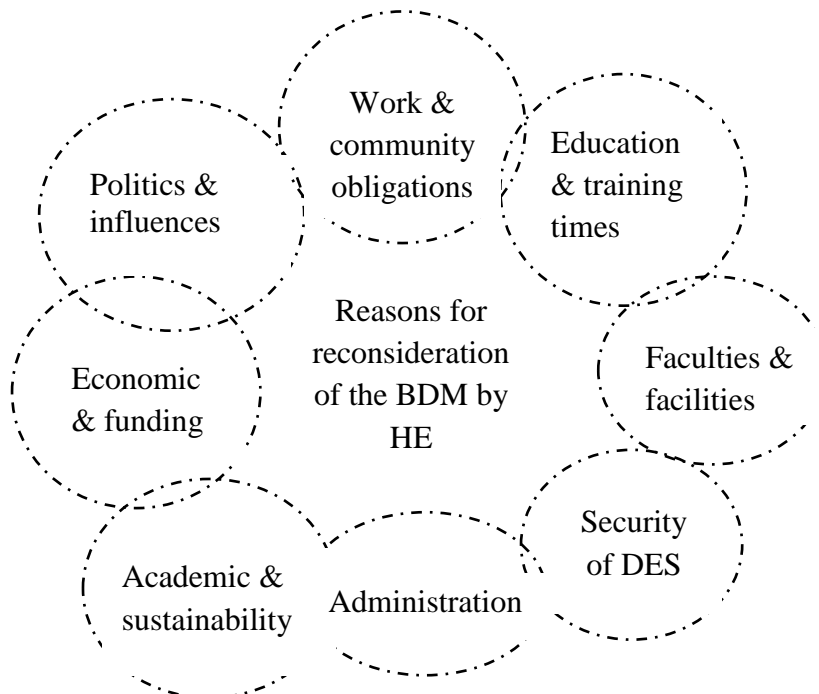 Work &
community
obligations
Education
& training
times
Politics &
influences
Reasons for
reconsideration
of the BDM by
HE
Faculties &
facilities
Economic
& funding
Security
of DES
Academic &
sustainability
Administration